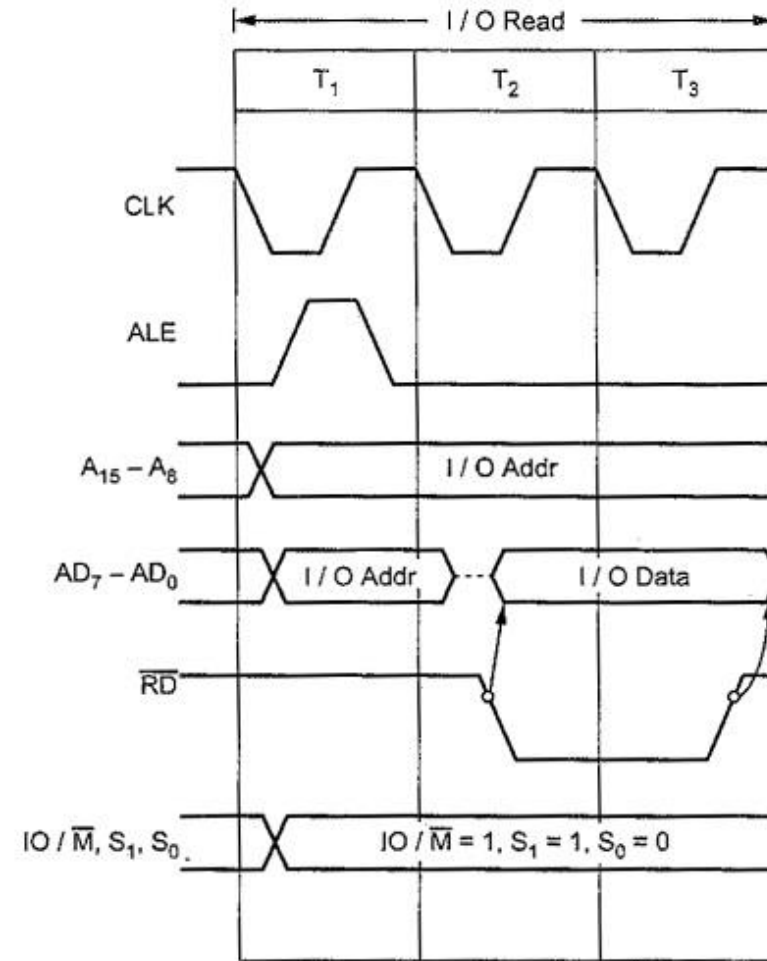 I / O Read
T₁ T₂ T₃
CLK
ALE
A₁₅ – A₈ I / O Addr
AD₇ – AD₀ I / O Addr I / O Data
R̅D̅
IO / M̅, S₁, S₀ IO / M̅ = 1, S₁ = 1, S₀ = 0